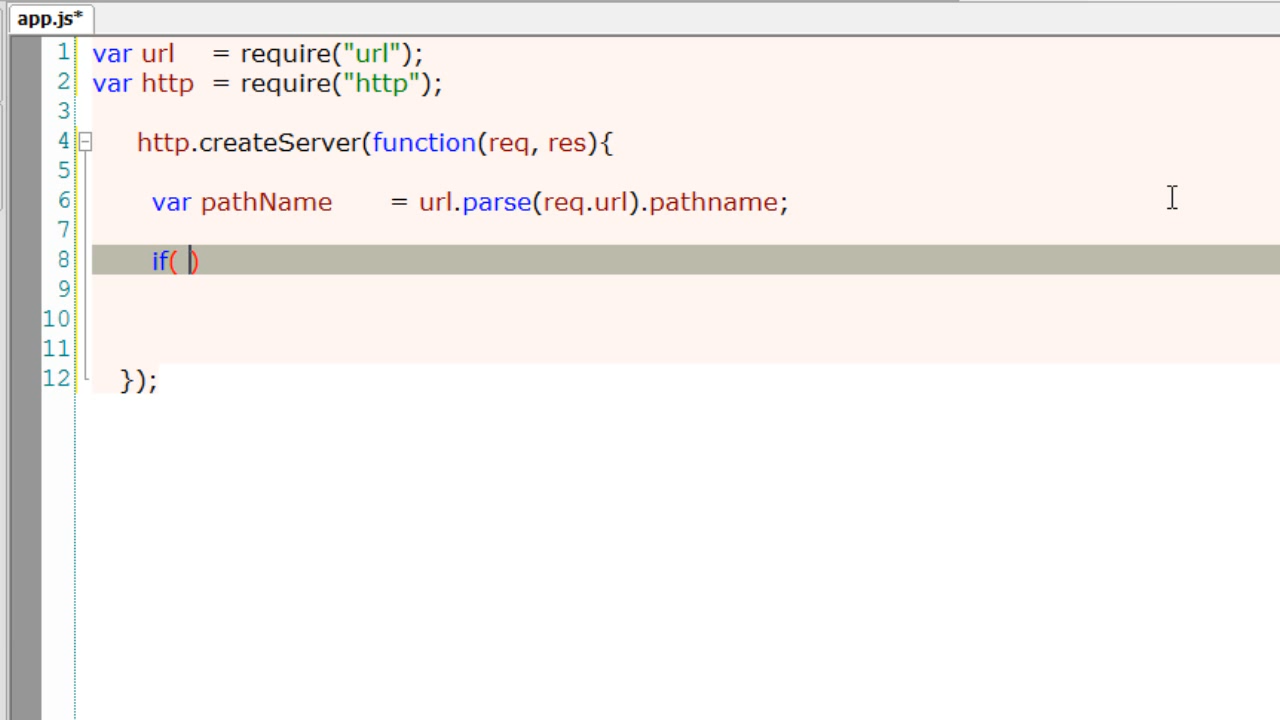 app.js*
1 var url = require("url");
2 var http = require("http");
3
4 http.createServer(function(req, res){
5
6 var pathName = url.parse(req.url).pathname;
7
8 if( )
9
10
11
12 });